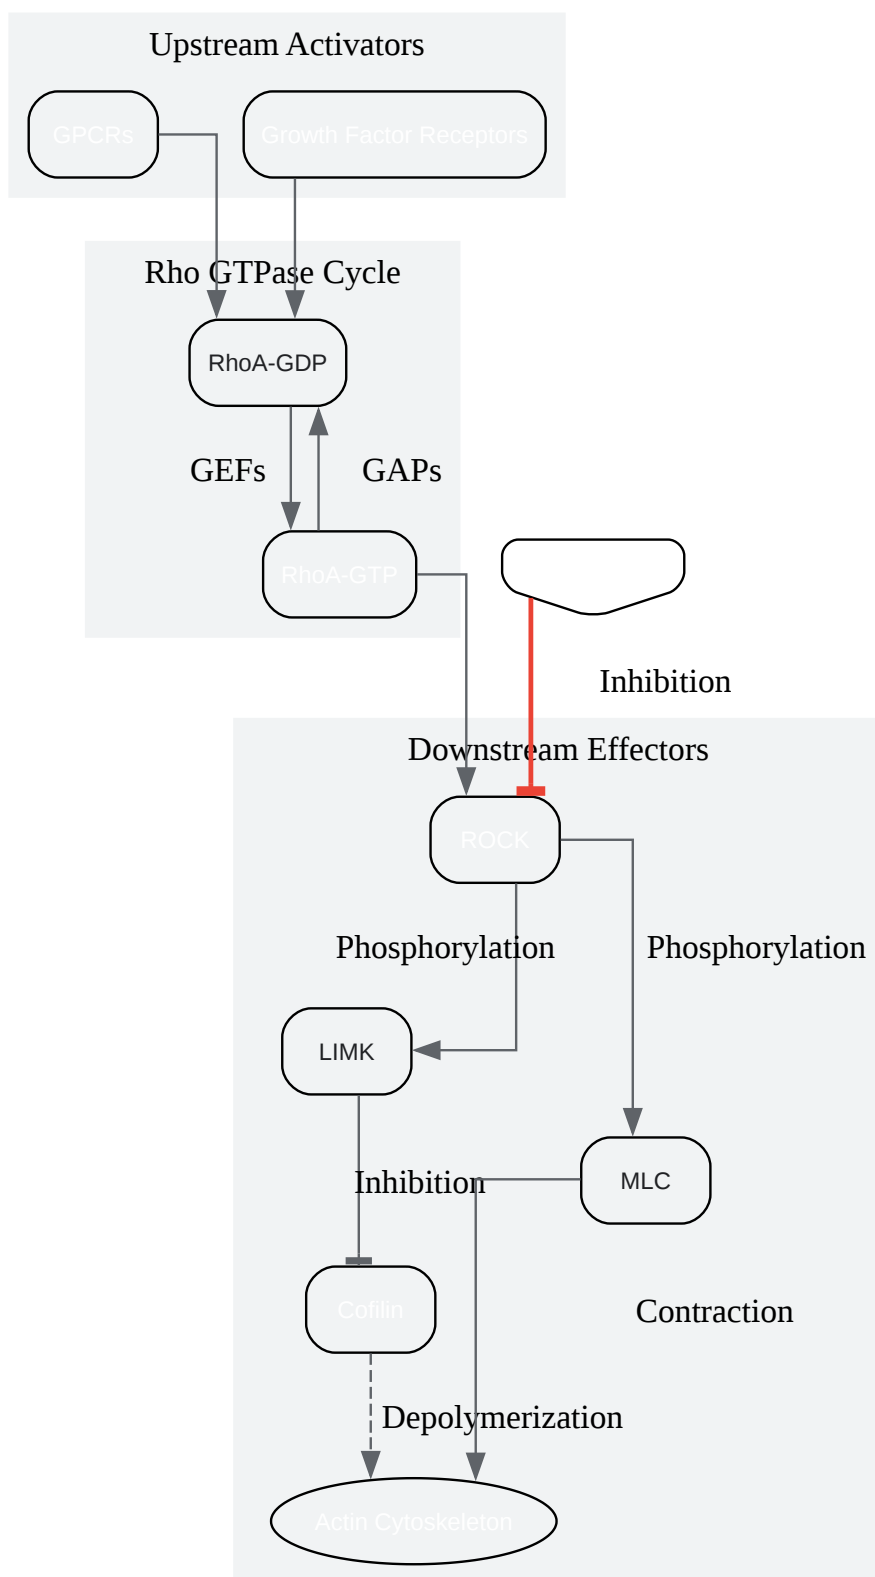 Upstream Activators
GPCRs
Growth Factor Receptors
Rho GTPase Cycle
RhoA-GDP
GEFs
GAPs
RhoA-GTP
Inhibition
Downstream Effectors
ROCK
Phosphorylation
Phosphorylation
LIMK
Inhibition
MLC
Cofilin
Contraction
Depolymerization
Actin Cytoskeleton